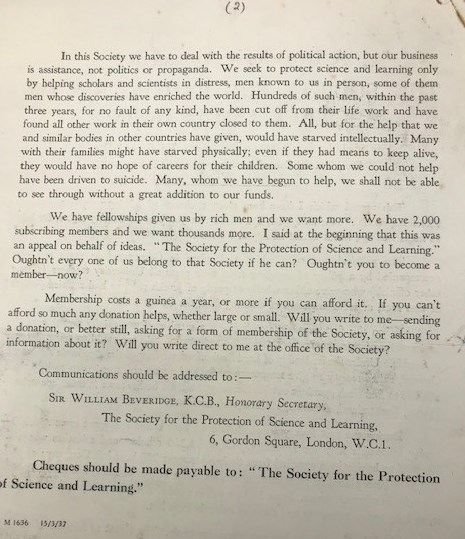 (2)
In this Society we have to deal with the results of political action, but our business
is assistance, not politics or propaganda. We seek to protect science and learning only
by helping scholars and scientists in distress, men known to us in person, some of them
men whose discoveries have enriched the world. Hundreds of such men, within the past
three years, for no fault of any kind, have been cut off from their life work and have
found all other work in their own country closed to them. All, but for the help that we
and similar bodies in other countries have given, would have starved intellectually. Many
with their families might have starved physically; even if they had means to keep alive,
they would have no hope of careers for their children. Some whom we could not help
have been driven to suicide. Many, whom we have begun to help, we shall not be able
to see through without a great addition to our funds.
We have fellowships given us by rich men and we want more. We have 2,000
subscribing members and we want thousands more. I said at the beginning that this was
an appeal on behalf of ideas. "The Society for the Protection of Science and Learning."
Oughtn't every one of us belong to that Society if he can? Oughtn't you to become a
member—now?
Membership costs a guinea a year, or more if you can afford it. If you can't
afford so much any donation helps, whether large or small. Will you write to me—sending
a donation, or better still, asking for a form of membership of the Society, or asking for
information about it? Will you write direct to me at the office of the Society?
Communications should be addressed to:—
SIR WILLIAM BEVERIDGE, K.C.B., Honorary Secretary,
The Society for the Protection of Science and Learning,
6, Gordon Square, London, W.C.1.
Cheques should be made payable to: "The Society for the Protection
of Science and Learning."
M 1636 15/3/37